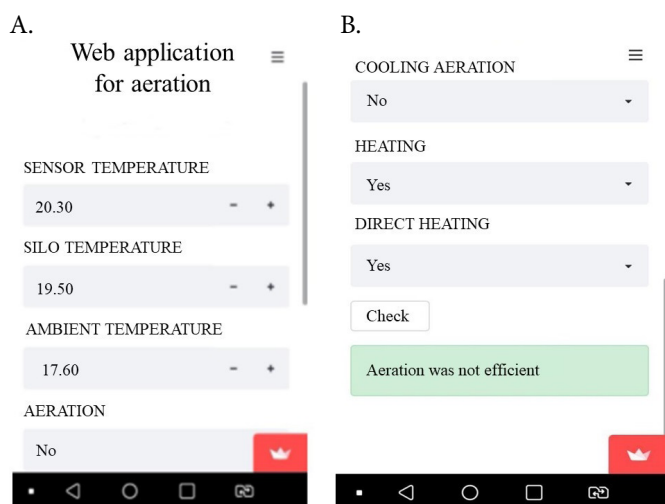 A.
Web application
for aeration
SENSOR TEMPERATURE
20.30
SILO TEMPERATURE
19.50
AMBIENT TEMPERATURE
17.60
AERATION
No
B.
COOLING AERATION
No
HEATING
Yes
DIRECT HEATING
Yes
Check
Aeration was not efficient